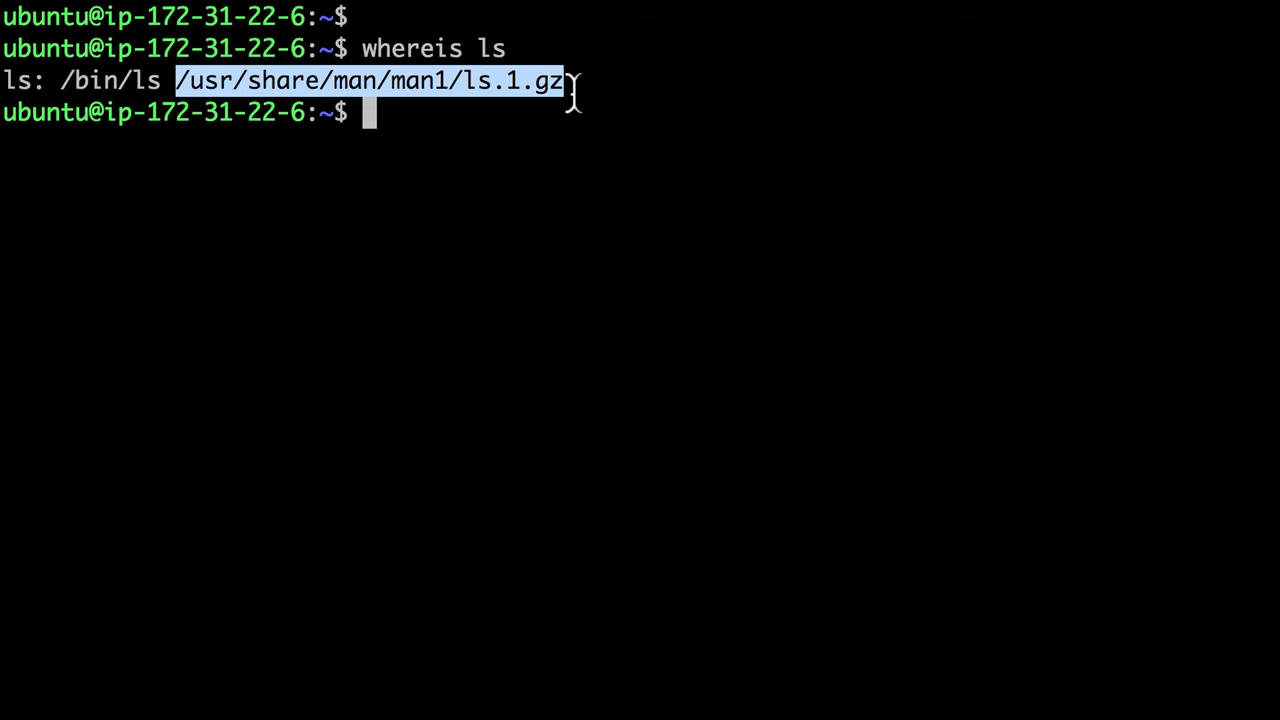 ubuntu@ip-172-31-22-6:~$
ubuntu@ip-172-31-22-6:~$ whereis ls
ls: /bin/ls /usr/share/man/man1/ls.1.gz
ubuntu@ip-172-31-22-6:~$